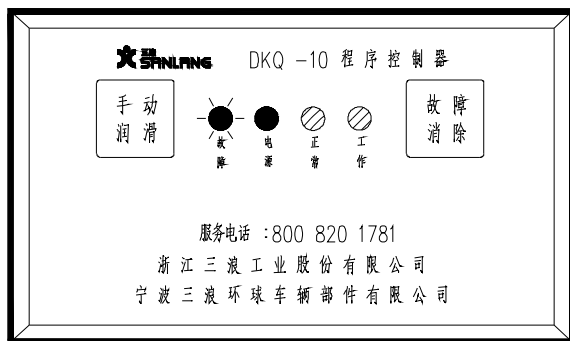 三浪 SANLANG DKQ -10 程序控制器
手动
润滑
故障
电源
正常
工作
故障
消除
服务电话 :800 820 1781
浙江三浪工业股份有限公司
宁波三浪环球车辆部件有限公司